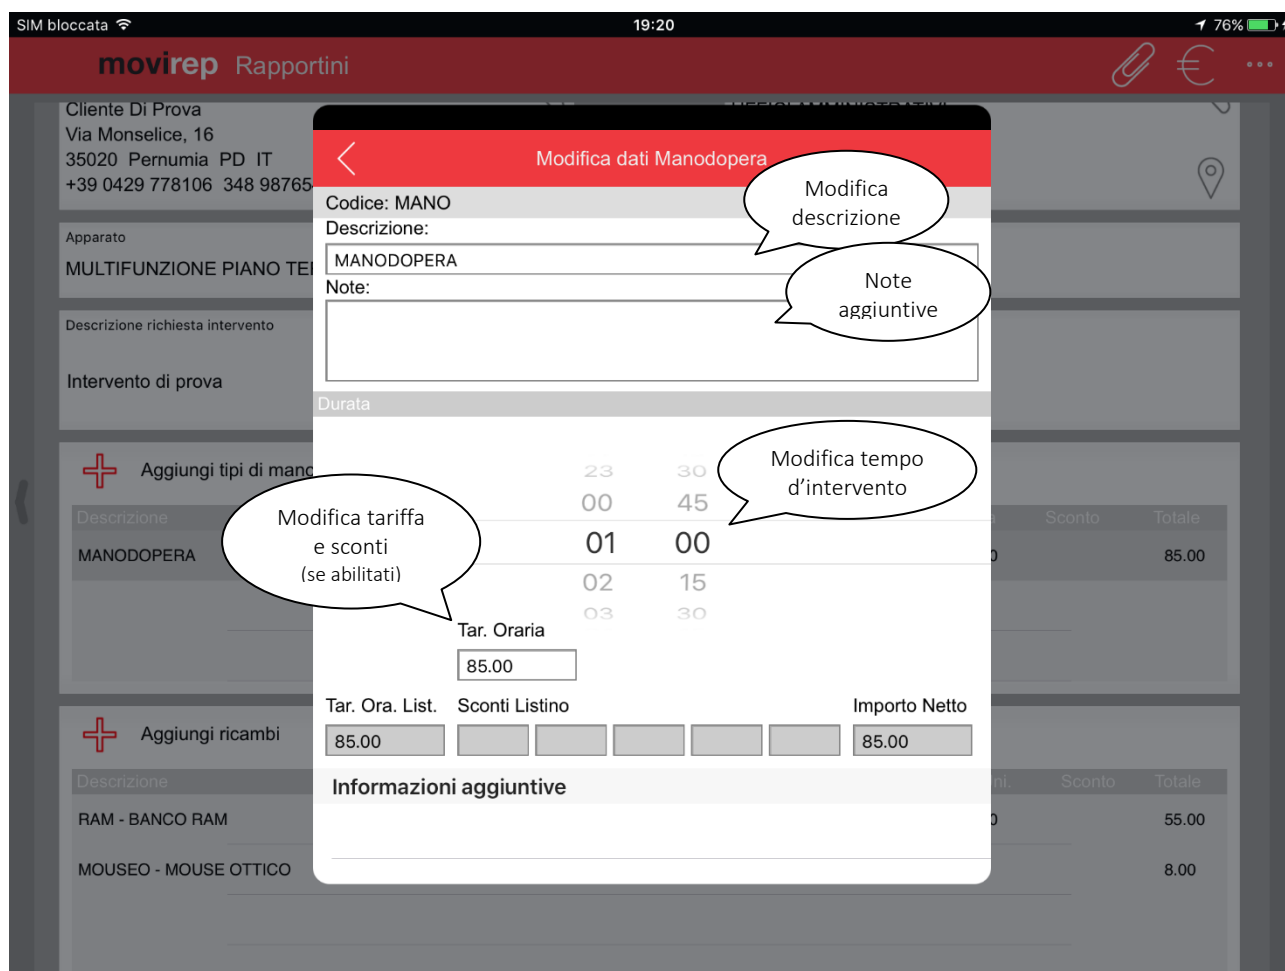 SIM bloccata 19:20 76%
movirep Rapportini
Cliente Di Prova
Via Monselice, 16
35020 Pernumia PD IT
+39 0429 778106 348 98765
Apparato
MULTIFUNZIONE PIANO TE
Descrizione richiesta intervento
Intervento di prova
Aggiungi tipi di mano
Descrizione Sconto Totale
MANODOPERA 85.00
Aggiungi ricambi
Descrizione ni. Sconto Totale
RAM - BANCO RAM 55.00
MOUSEO - MOUSE OTTICO 8.00
Modifica dati Manodopera
Codice: MANO
Descrizione:
MANODOPERA
Note:
Durata
23 30
00 45
01 00
02 15
03 30
Tar. Oraria
85.00
Tar. Ora. List. Sconti Listino Importo Netto
85.00 85.00
Informazioni aggiuntive
Modifica
descrizione
Note
aggiuntive
Modifica tempo
d’intervento
Modifica tariffa
e sconti
(se abilitati)